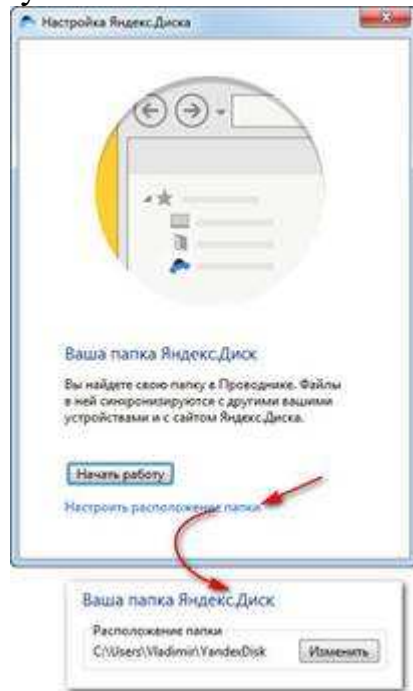 у
Настройка Яндекс.Диска
Ваша папка Яндекс.Диск
Вы найдете свою папку в Проводнике. Файлы
в ней синхронизируются с другими вашими
устройствами и с сайтом Яндекс.Диска.
Начать работу
Настроить расположение папки
Ваша папка Яндекс.Диск
Расположение папки
C:\Users\Vladimir\YandexDisk
Изменить